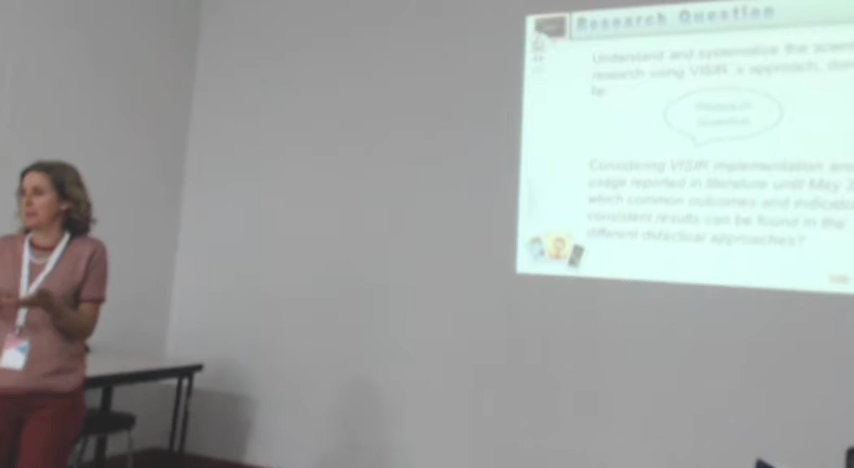 Research Question
Understand and systematize the scient
research using VISIR 's approach, don
far:
Research
Question
Considering VISIR implementation and
usage reported in literature until May 2
which common outcomes and indicator
consistent results can be found in the
different didactical approaches?